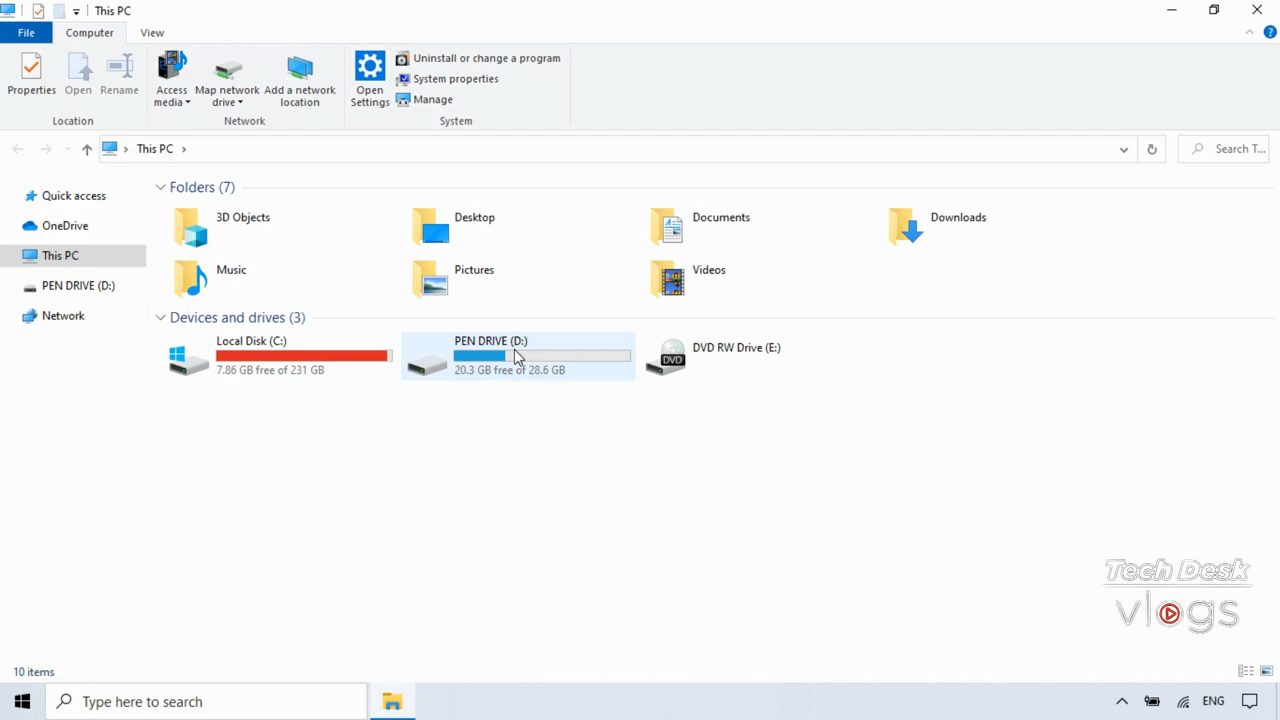 This PC
File Computer View
Properties Open Rename Access media Map network drive Add a network location Open Settings Uninstall or change a program
System properties
Manage
Location Network System
This PC Search T...
Quick access
OneDrive
This PC
PEN DRIVE (D:)
Network
Folders (7)
3D Objects Desktop Documents Downloads
Music Pictures Videos
Devices and drives (3)
Local Disk (C:) PEN DRIVE (D:) DVD RW Drive (E:)
7.86 GB free of 231 GB 20.3 GB free of 28.6 GB
DVD
Tech Desk
vlogs
10 items
Type here to search ENG